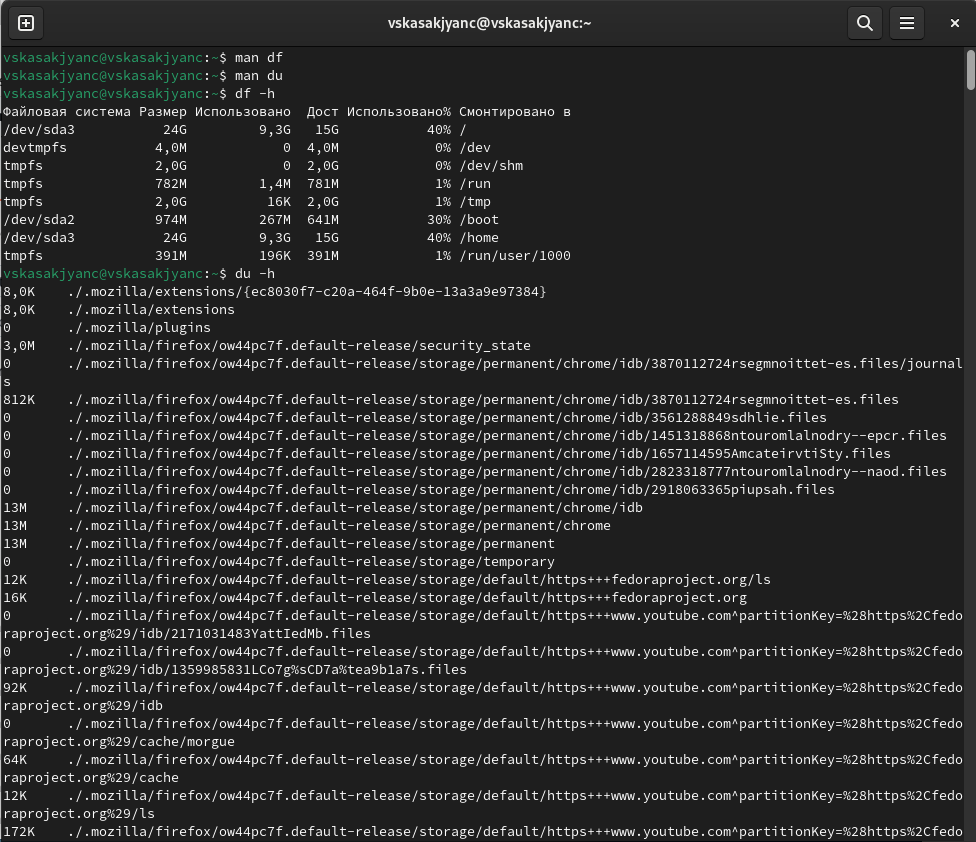 vskasakjyanc@vskasakjyanc:~
vskasakjyanc@vskasakjyanc:~$ man df
vskasakjyanc@vskasakjyanc:~$ man du
vskasakjyanc@vskasakjyanc:~$ df -h
Файловая система Размер Использовано  Дост Использовано% Смонтировано в
/dev/sda3           24G         9,3G   15G           40% /
devtmpfs           4,0M            0  4,0M            0% /dev
tmpfs              2,0G            0  2,0G            0% /dev/shm
tmpfs              782M         1,4M  781M            1% /run
tmpfs              2,0G          16K  2,0G            1% /tmp
/dev/sda2          974M         267M  641M           30% /boot
/dev/sda3           24G         9,3G   15G           40% /home
tmpfs              391M         196K  391M            1% /run/user/1000
vskasakjyanc@vskasakjyanc:~$ du -h
8,0K    ./.mozilla/extensions/{ec8030f7-c20a-464f-9b0e-13a3a9e97384}
8,0K    ./.mozilla/extensions
0       ./.mozilla/plugins
3,0M    ./.mozilla/firefox/ow44pc7f.default-release/security_state
0       ./.mozilla/firefox/ow44pc7f.default-release/storage/permanent/chrome/idb/3870112724rsegmnoittet-es.files/journal
s
812K    ./.mozilla/firefox/ow44pc7f.default-release/storage/permanent/chrome/idb/3870112724rsegmnoittet-es.files
0       ./.mozilla/firefox/ow44pc7f.default-release/storage/permanent/chrome/idb/3561288849sdhlie.files
0       ./.mozilla/firefox/ow44pc7f.default-release/storage/permanent/chrome/idb/1451318868ntouromlalnodry--epcr.files
0       ./.mozilla/firefox/ow44pc7f.default-release/storage/permanent/chrome/idb/1657114595AmcateirvtiSty.files
0       ./.mozilla/firefox/ow44pc7f.default-release/storage/permanent/chrome/idb/2823318777ntouromlalnodry--naod.files
0       ./.mozilla/firefox/ow44pc7f.default-release/storage/permanent/chrome/idb/2918063365piupsah.files
13M     ./.mozilla/firefox/ow44pc7f.default-release/storage/permanent/chrome/idb
13M     ./.mozilla/firefox/ow44pc7f.default-release/storage/permanent/chrome
13M     ./.mozilla/firefox/ow44pc7f.default-release/storage/permanent
0       ./.mozilla/firefox/ow44pc7f.default-release/storage/temporary
12K     ./.mozilla/firefox/ow44pc7f.default-release/storage/default/https+++fedoraproject.org/ls
16K     ./.mozilla/firefox/ow44pc7f.default-release/storage/default/https+++fedoraproject.org
0       ./.mozilla/firefox/ow44pc7f.default-release/storage/default/https+++www.youtube.com^partitionKey=%28https%2Cfedo
raproject.org%29/idb/2171031483YattIedMb.files
0       ./.mozilla/firefox/ow44pc7f.default-release/storage/default/https+++www.youtube.com^partitionKey=%28https%2Cfedo
raproject.org%29/idb/1359985831LCo7g%sCD7a%tea9b1a7s.files
92K     ./.mozilla/firefox/ow44pc7f.default-release/storage/default/https+++www.youtube.com^partitionKey=%28https%2Cfedo
raproject.org%29/idb
0       ./.mozilla/firefox/ow44pc7f.default-release/storage/default/https+++www.youtube.com^partitionKey=%28https%2Cfedo
raproject.org%29/cache/morgue
64K     ./.mozilla/firefox/ow44pc7f.default-release/storage/default/https+++www.youtube.com^partitionKey=%28https%2Cfedo
raproject.org%29/cache
12K     ./.mozilla/firefox/ow44pc7f.default-release/storage/default/https+++www.youtube.com^partitionKey=%28https%2Cfedo
raproject.org%29/ls
172K    ./.mozilla/firefox/ow44pc7f.default-release/storage/default/https+++www.youtube.com^partitionKey=%28https%2Cfedo